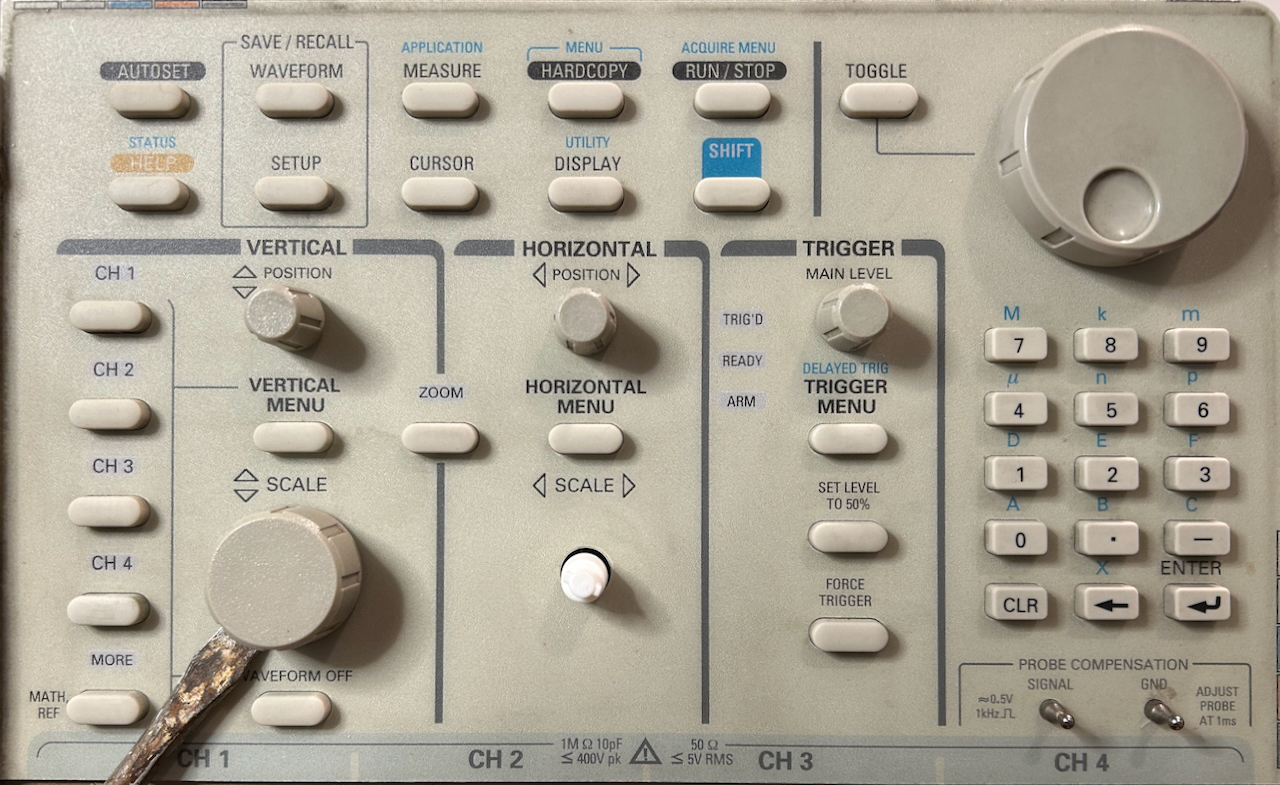 SAVE / RECALL
APPLICATION
MENU
ACQUIRE MENU
AUTOSET
WAVEFORM
MEASURE
HARDCOPY
RUN / STOP
TOGGLE
STATUS
UTILITY
SHIFT
HELP
SETUP
CURSOR
DISPLAY
VERTICAL
HORIZONTAL
TRIGGER
CH 1
POSITION
POSITION
MAIN LEVEL
TRIG'D
READY
ARM
CH 2
VERTICAL
MENU
ZOOM
HORIZONTAL
MENU
DELAYED TRIG
TRIGGER
MENU
CH 3
SCALE
SCALE
SET LEVEL
TO 50%
CH 4
FORCE
TRIGGER
MORE
MATH,
REF
WAVEFORM OFF
M k m
7 8 9
µ n p
4 5 6
D E F
1 2 3
A B C
0 . —
X ENTER
CLR
PROBE COMPENSATION
SIGNAL GND
≈0.5V
1kHz
ADJUST
PROBE
AT 1ms
CH 1
CH 2
1M Ω 10pF
≤ 400V pk
50 Ω
≤ 5V RMS
CH 3
CH 4